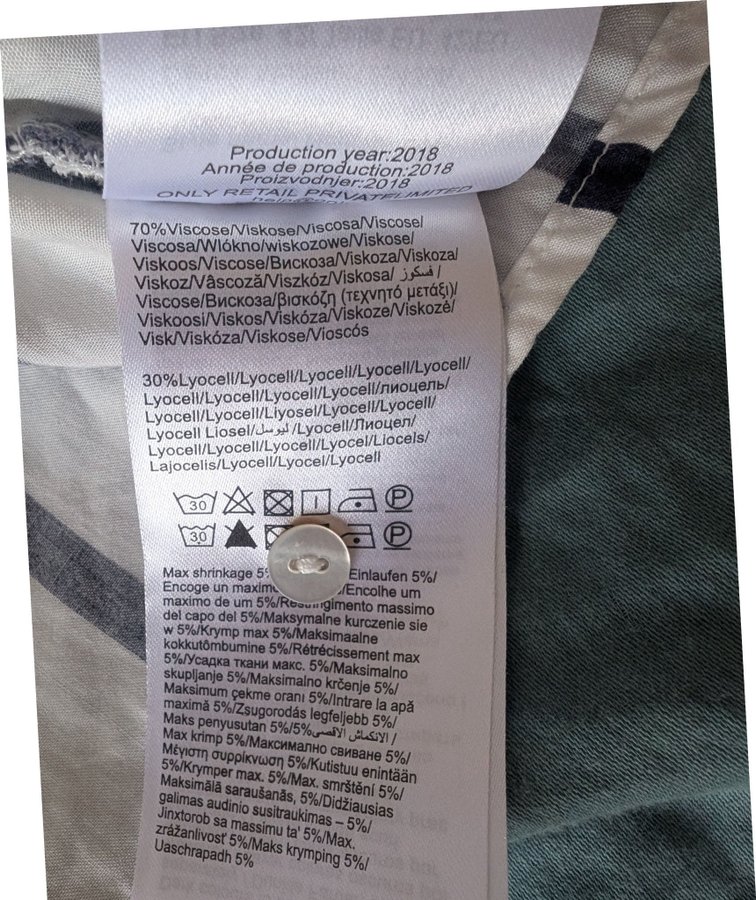 Production year:2018
Année de production:2018
Proizvodnjer:2018
ONLY RETAIL PRIVATE LIMITED
70%Viscose/Viskose/Viscosa/Viscose/
Viscosa/Wlókno/wiskozowe/Viskose/
Viskoos/Viscose/Вискоза/Viskoza/Viskoza/
Viskoz/Vâscoză/Viszkóz/Viskosa/ فسكوز /
Viscose/Вискоза/βισκόζη (τεχνητό μετάξι)/
Viskoosi/Viskos/Viskóza/Viskoze/Viskozė/
Visk/Viskóza/Viskose/Vioscós
30%Lyocell/Lyocell/Lyocell/Lyocell/Lyocell/
Lyocell/Lyocell/Lyocell/Lyocell/лиоцель/
Lyocell/Lyocell/Liyosel/Lyocell/Lyocell/
Lyocell Liosel/ليوسل /Lyocell/Лиоцел/
Lyocell/Lyocell/Lyocell/Lyocell/Liocels/
Lajocelis/Lyocell/Lyocel/Lyocell
30 P
30 P
Max shrinkage Einlaufen 5%/
Encoge un /Encolhe um
maximo de um 5%/ massimo
del capo del 5%/Maksymalne kurczenie sie
w 5%/Krymp max 5%/Maksimaalne
kokkutõmbumine 5%/Rétrécissement max
5%/Усадка ткани макс. 5%/Maksimalno
skupljanje 5%/Maksimalno krčenje 5%/
Maksimum çekme oranı 5%/Intrare la apă
maximă 5%/Zsugorodás legfeljebb 5%/
Maks penyusutan 5%/5%الانكماش الاقصى /
Max krimp 5%/Максимално свиване 5%/
Μέγιστη συρρίκνωση 5%/Kutistuu enintään
5%/Krymper max. 5%/Max. smrštění 5%/
Maksimālā saraušanās, 5%/Didžiausias
galimas audinio susitraukimas – 5%/
Jinxtorob sa massimu ta' 5%/Max.
zrážanlivosť 5%/Maks krymping 5%/
Uaschrapadh 5%